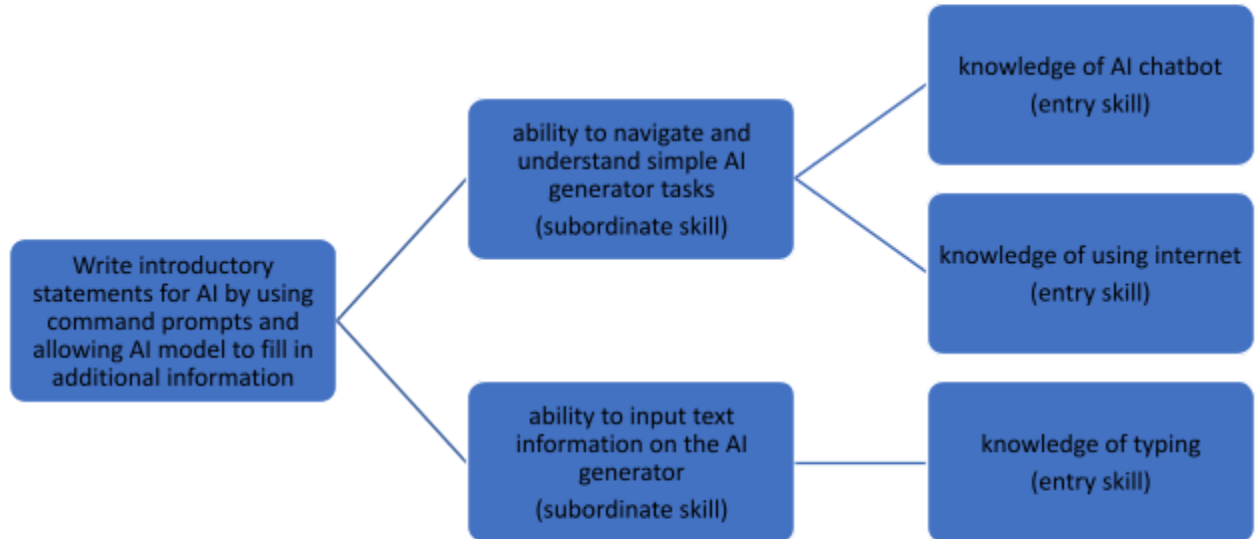 Write introductory
statements for AI by using
command prompts and
allowing AI model to fill in
additional information
ability to navigate and
understand simple AI
generator tasks
(subordinate skill)
knowledge of AI chatbot
(entry skill)
knowledge of using internet
(entry skill)
ability to input text
information on the AI
generator
(subordinate skill)
knowledge of typing
(entry skill)